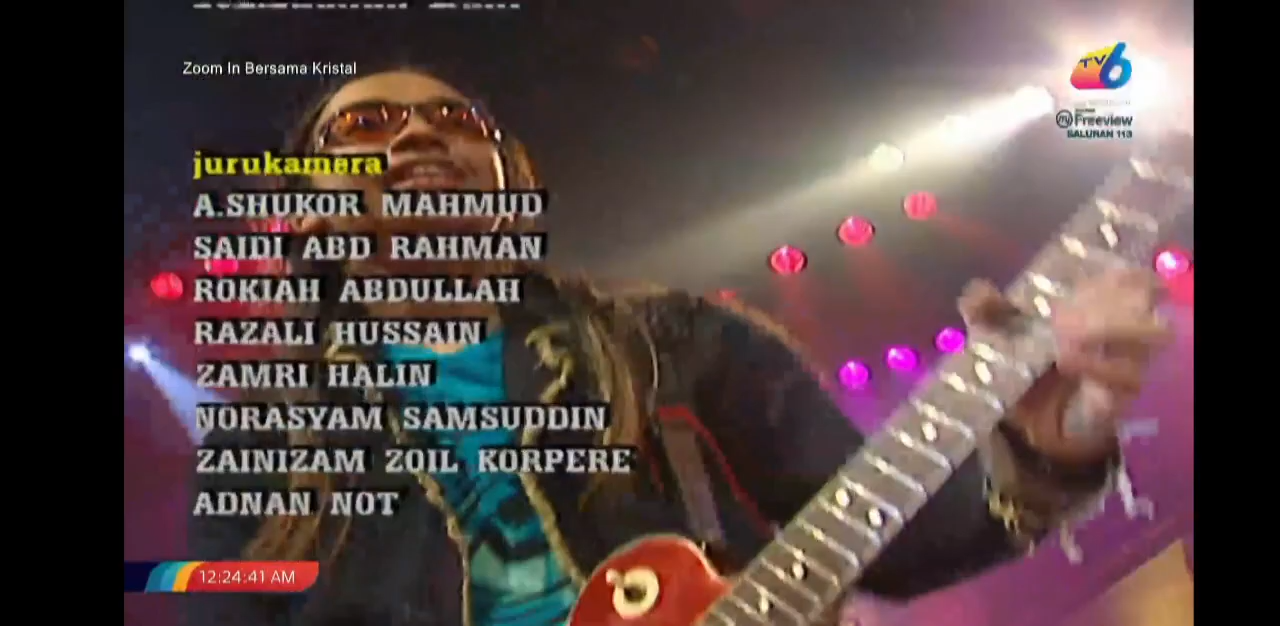 Zoom In Bersama Kristal
TV6
my Freeview
SALURAN 113
jurukamera
A.SHUKOR MAHMUD
SAIDI ABD RAHMAN
ROKIAH ABDULLAH
RAZALI HUSSAIN
ZAMRI HALIN
NORASYAM SAMSUDDIN
ZAINIZAM ZOIL KORPERE
ADNAN NOT
12:24:41 AM